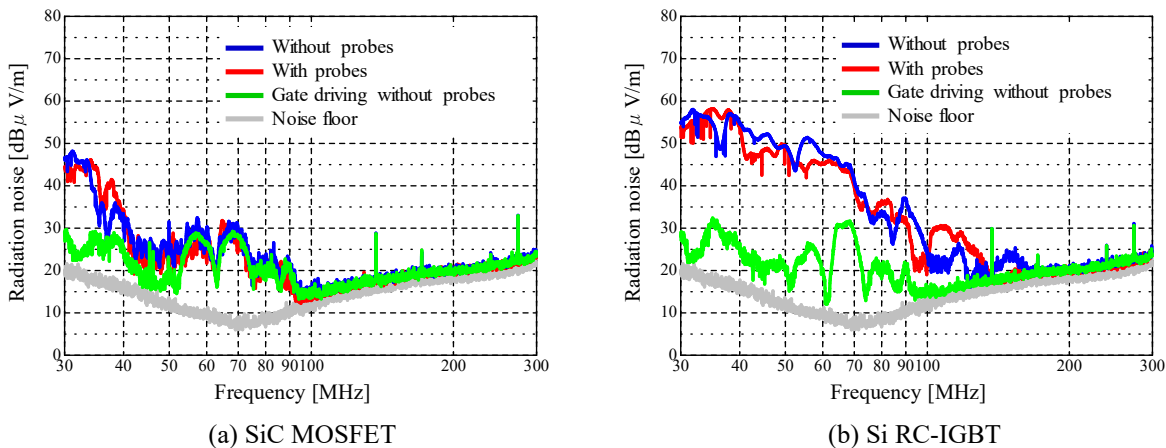 80
70
60
50
40
30
20
10
0
Radiation noise [dBμ V/m]
Without probes
With probes
Gate driving without probes
Noise floor
30 40 50 60 70 80 90 100 200 300
Frequency [MHz]
(a) SiC MOSFET
80
70
60
50
40
30
20
10
0
Radiation noise [dBμ V/m]
Without probes
With probes
Gate driving without probes
Noise floor
30 40 50 60 70 80 90 100 200 300
Frequency [MHz]
(b) Si RC-IGBT